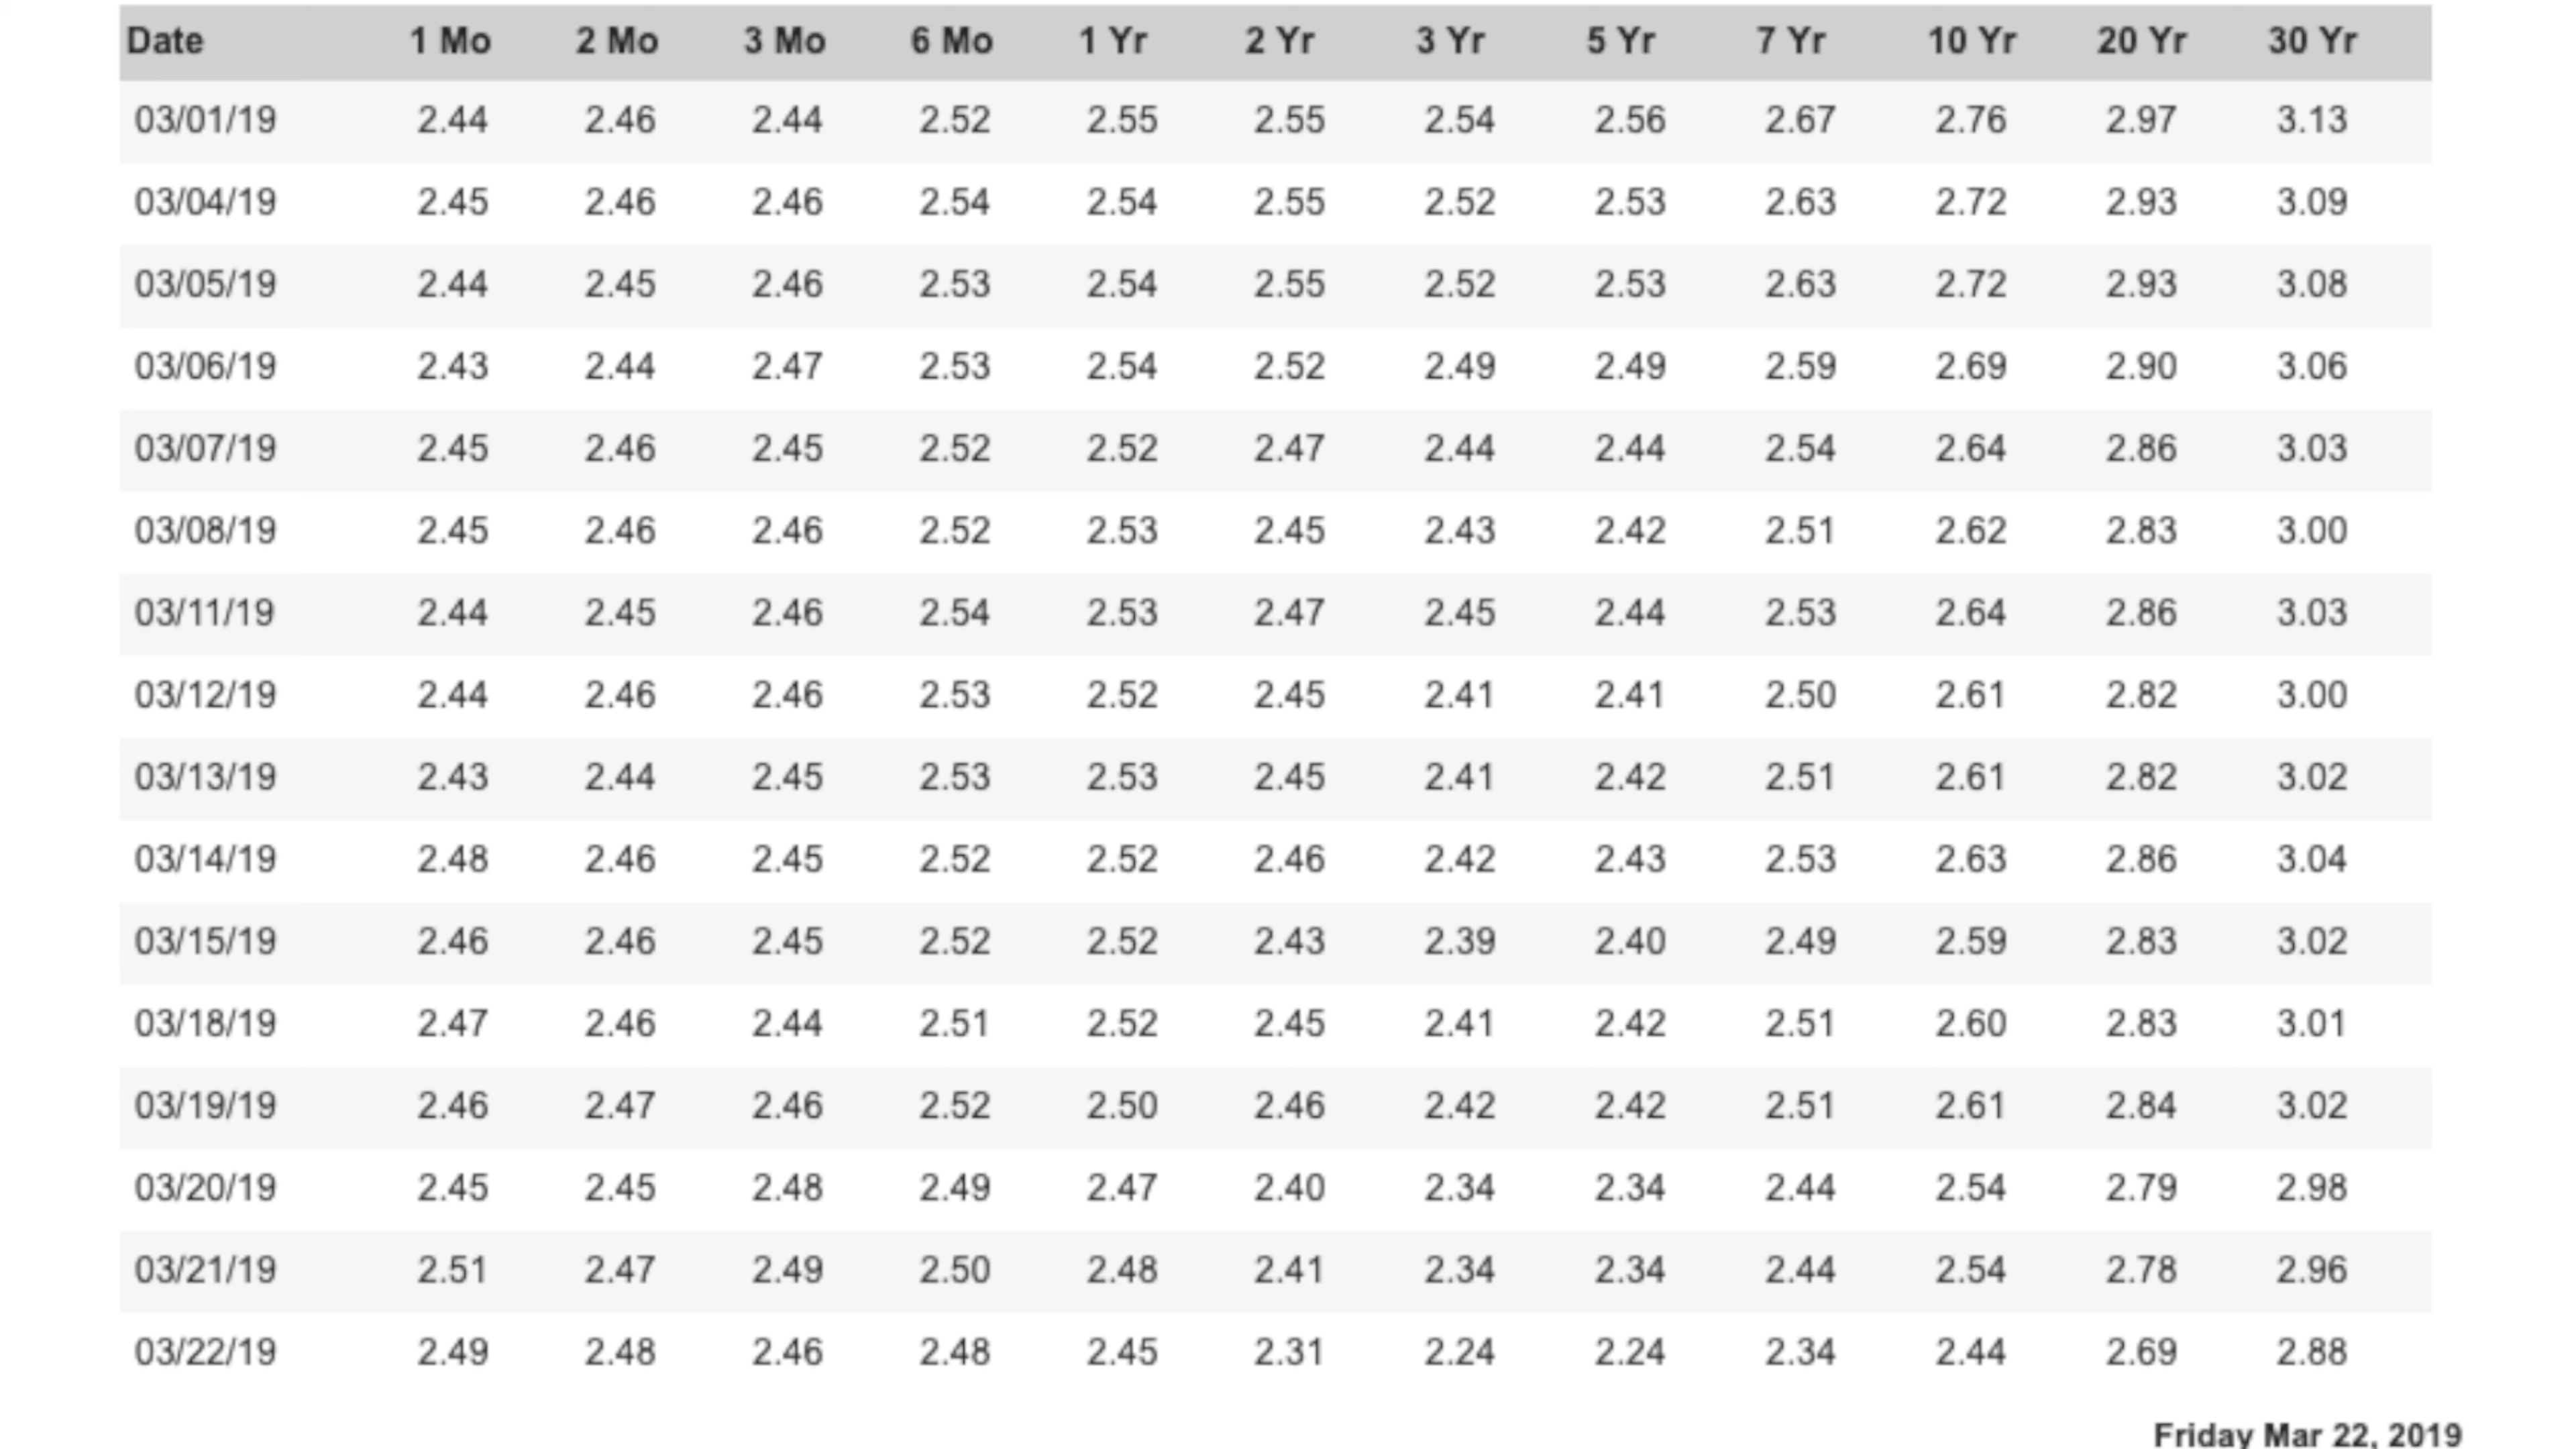 Date 1 Mo 2 Mo 3 Mo 6 Mo 1 Yr 2 Yr 3 Yr 5 Yr 7 Yr 10 Yr 20 Yr 30 Yr
03/01/19 2.44 2.46 2.44 2.52 2.55 2.55 2.54 2.56 2.67 2.76 2.97 3.13
03/04/19 2.45 2.46 2.46 2.54 2.54 2.55 2.52 2.53 2.63 2.72 2.93 3.09
03/05/19 2.44 2.45 2.46 2.53 2.54 2.55 2.52 2.53 2.63 2.72 2.93 3.08
03/06/19 2.43 2.44 2.47 2.53 2.54 2.52 2.49 2.49 2.59 2.69 2.90 3.06
03/07/19 2.45 2.46 2.45 2.52 2.52 2.47 2.44 2.44 2.54 2.64 2.86 3.03
03/08/19 2.45 2.46 2.46 2.52 2.53 2.45 2.43 2.42 2.51 2.62 2.83 3.00
03/11/19 2.44 2.45 2.46 2.54 2.53 2.47 2.45 2.44 2.53 2.64 2.86 3.03
03/12/19 2.44 2.46 2.46 2.53 2.52 2.45 2.41 2.41 2.50 2.61 2.82 3.00
03/13/19 2.43 2.44 2.45 2.53 2.53 2.45 2.41 2.42 2.51 2.61 2.82 3.02
03/14/19 2.48 2.46 2.45 2.52 2.52 2.46 2.42 2.43 2.53 2.63 2.86 3.04
03/15/19 2.46 2.46 2.45 2.52 2.52 2.43 2.39 2.40 2.49 2.59 2.83 3.02
03/18/19 2.47 2.46 2.44 2.51 2.52 2.45 2.41 2.42 2.51 2.60 2.83 3.01
03/19/19 2.46 2.47 2.46 2.52 2.50 2.46 2.42 2.42 2.51 2.61 2.84 3.02
03/20/19 2.45 2.45 2.48 2.49 2.47 2.40 2.34 2.34 2.44 2.54 2.79 2.98
03/21/19 2.51 2.47 2.49 2.50 2.48 2.41 2.34 2.34 2.44 2.54 2.78 2.96
03/22/19 2.49 2.48 2.46 2.48 2.45 2.31 2.24 2.24 2.34 2.44 2.69 2.88
Friday Mar 22, 2019